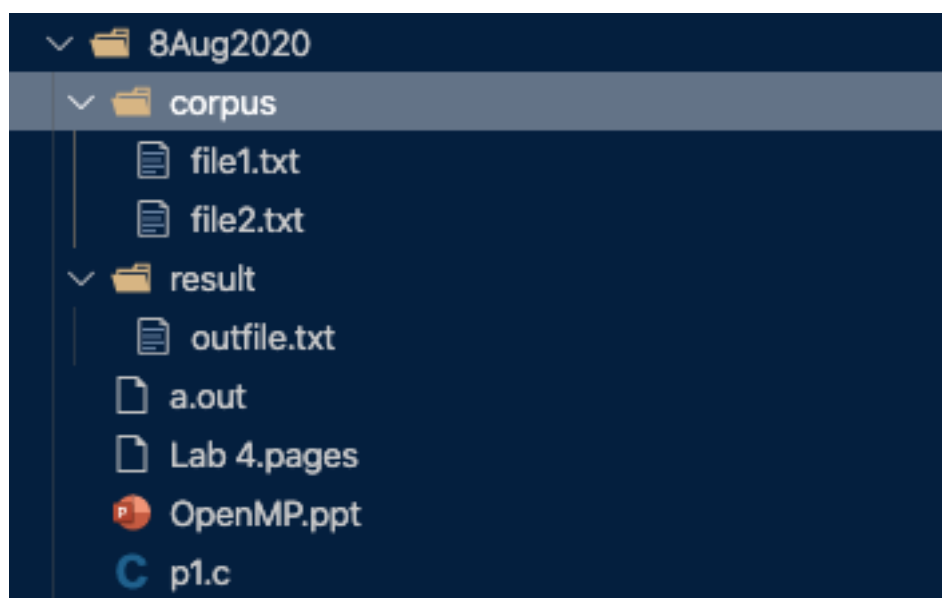 8Aug2020
corpus
file1.txt
file2.txt
result
outfile.txt
a.out
Lab 4.pages
OpenMP.ppt
p1.c